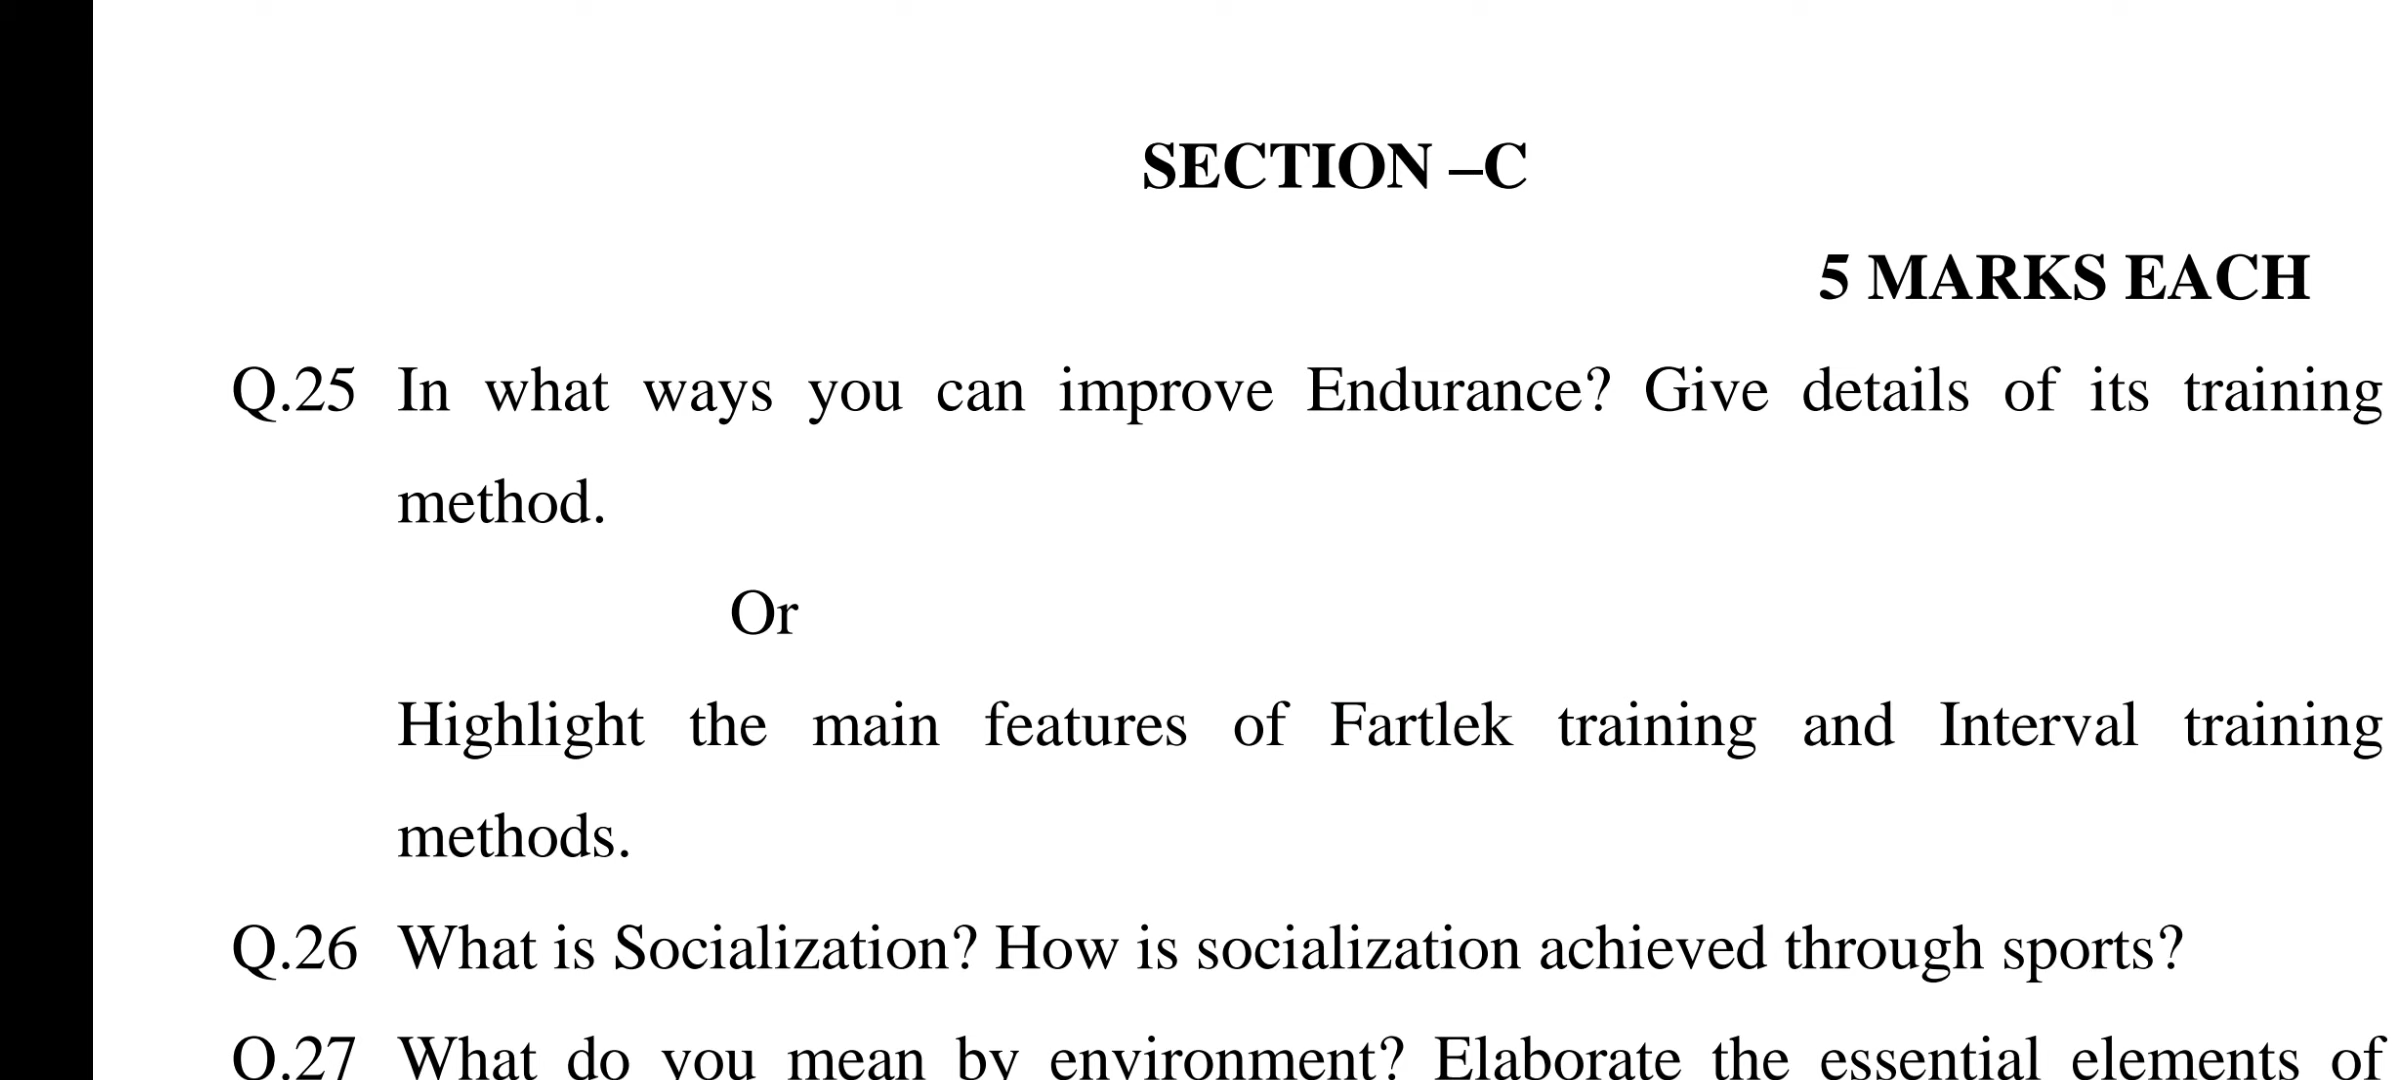 SECTION –C
5 MARKS EACH
Q.25 In what ways you can improve Endurance? Give details of its training
method.
Or
Highlight the main features of Fartlek training and Interval training
methods.
Q.26 What is Socialization? How is socialization achieved through sports?
Q.27 What do you mean by environment? Elaborate the essential elements of